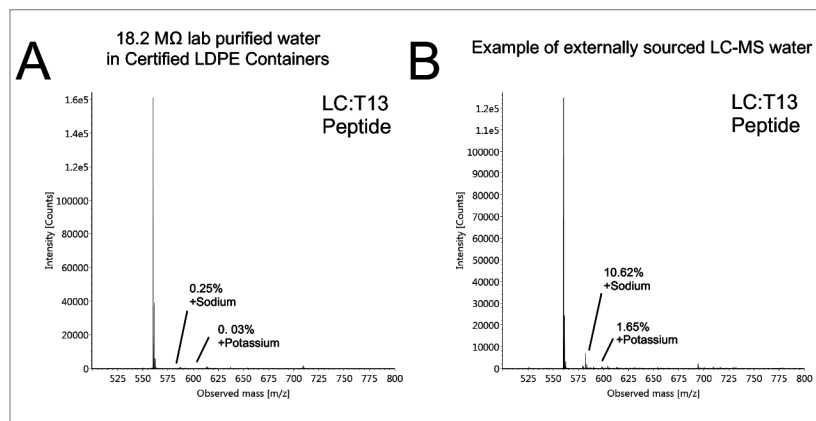 A
18.2 MΩ lab purified water
in Certified LDPE Containers
LC:T13
Peptide
1.6e5
1.4e5
1.2e5
100000
80000
60000
40000
20000
0
Intensity [Counts]
0.25%
+Sodium
0. 03%
+Potassium
525 550 575 600 625 650 675 700 725 750 775 800
Observed mass [m/z]
B
Example of externally sourced LC-MS water
LC:T13
Peptide
1.2e5
1.1e5
100000
90000
80000
70000
60000
50000
40000
30000
20000
10000
0
Intensity [Counts]
10.62%
+Sodium
1.65%
+Potassium
525 550 575 600 625 650 675 700 725 750 775 800
Observed mass [m/z]